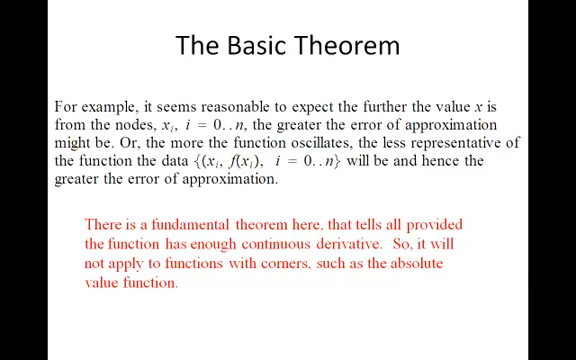 The Basic Theorem
For example, it seems reasonable to expect the further the value x is
from the nodes, xᵢ, i = 0..n, the greater the error of approximation
might be. Or, the more the function oscillates, the less representative of
the function the data {(xᵢ, f(xᵢ), i = 0..n} will be and hence the
greater the error of approximation.
There is a fundamental theorem here, that tells all provided
the function has enough continuous derivative. So, it will
not apply to functions with corners, such as the absolute
value function.